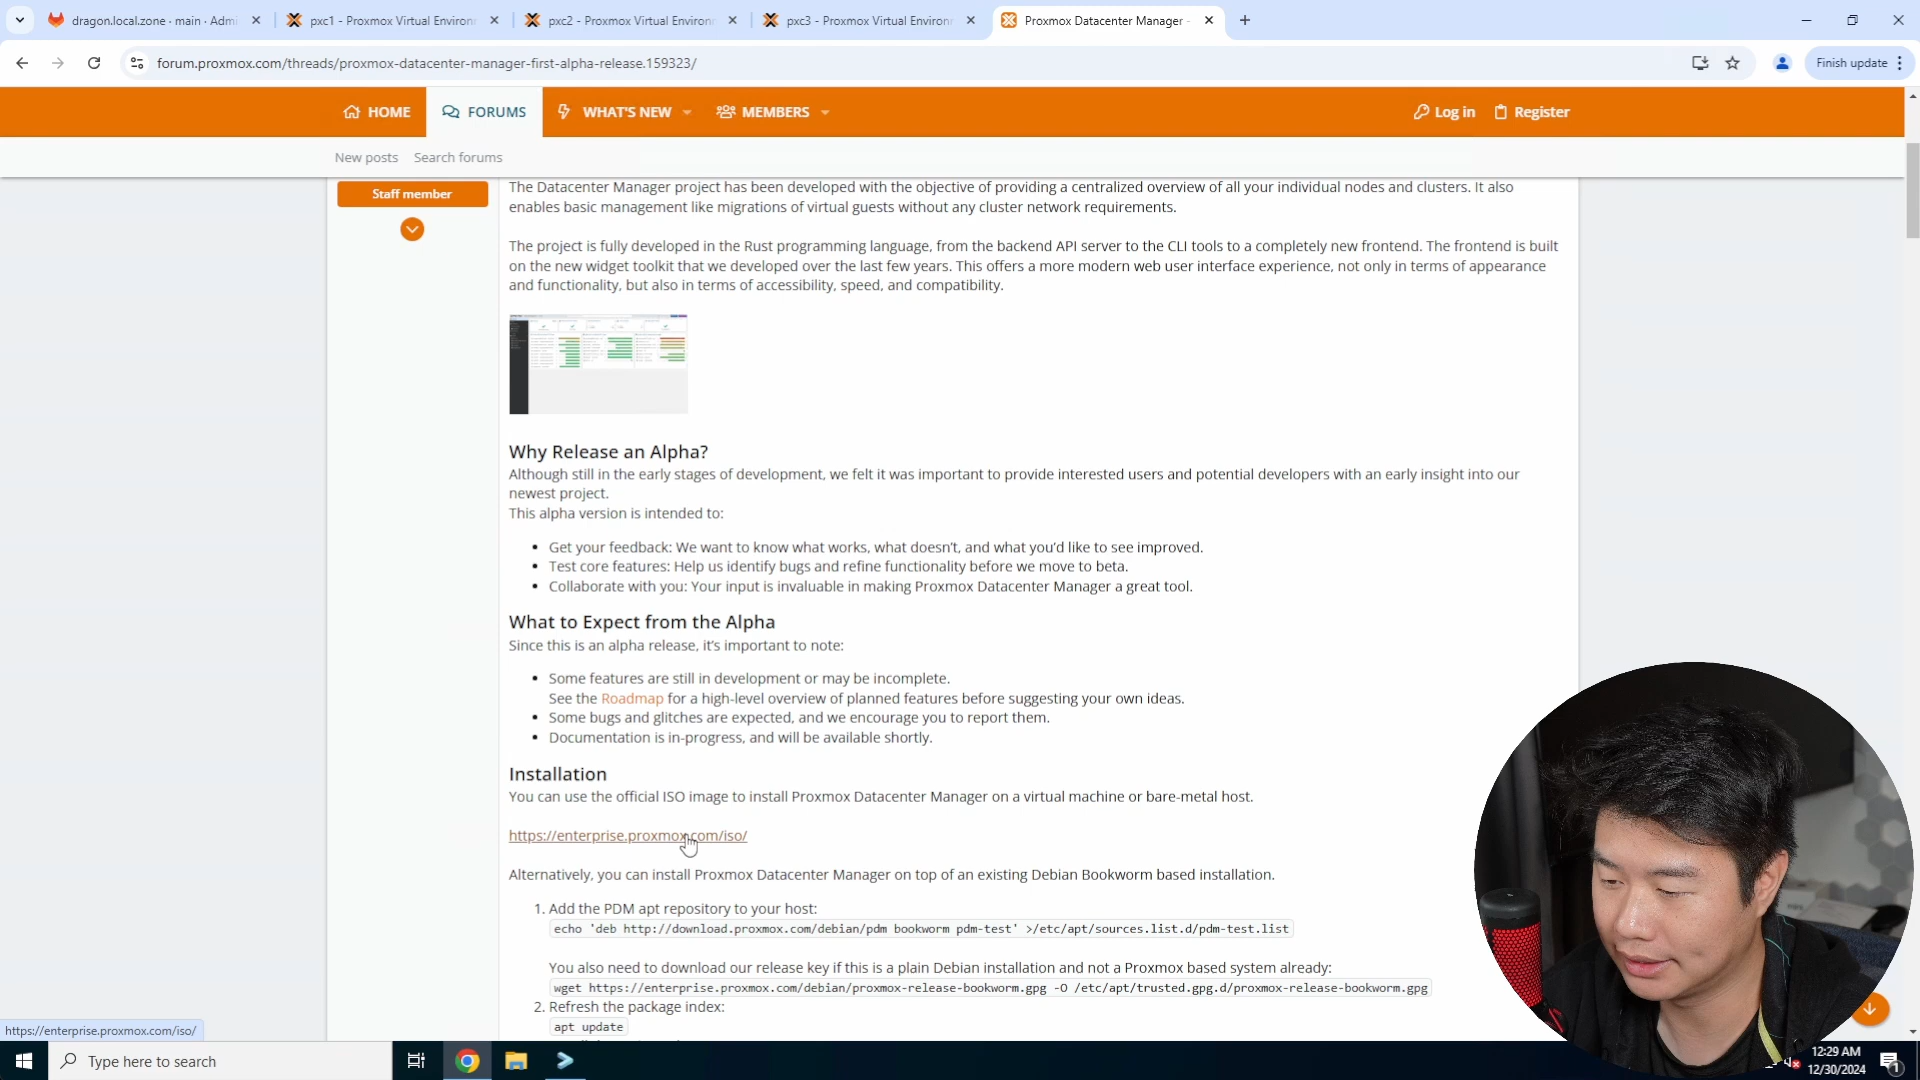 dragon.local.zone - main - Admi
pxc1 - Proxmox Virtual Environ
pxc2 - Proxmox Virtual Environ
pxc3 - Proxmox Virtual Environ
Proxmox Datacenter Manager -
forum.proxmox.com/threads/proxmox-datacenter-manager-first-alpha-release.159323/
Finish update
HOME
FORUMS
WHAT'S NEW
MEMBERS
Log in
Register
New posts
Search forums
Staff member
The Datacenter Manager project has been developed with the objective of providing a centralized overview of all your individual nodes and clusters. It also
enables basic management like migrations of virtual guests without any cluster network requirements.
The project is fully developed in the Rust programming language, from the backend API server to the CLI tools to a completely new frontend. The frontend is built
on the new widget toolkit that we developed over the last few years. This offers a more modern web user interface experience, not only in terms of appearance
and functionality, but also in terms of accessibility, speed, and compatibility.
Why Release an Alpha?
Although still in the early stages of development, we felt it was important to provide interested users and potential developers with an early insight into our
newest project.
This alpha version is intended to:
• Get your feedback: We want to know what works, what doesn't, and what you'd like to see improved.
• Test core features: Help us identify bugs and refine functionality before we move to beta.
• Collaborate with you: Your input is invaluable in making Proxmox Datacenter Manager a great tool.
What to Expect from the Alpha
Since this is an alpha release, it's important to note:
• Some features are still in development or may be incomplete.
See the Roadmap for a high-level overview of planned features before suggesting your own ideas.
• Some bugs and glitches are expected, and we encourage you to report them.
• Documentation is in-progress, and will be available shortly.
Installation
You can use the official ISO image to install Proxmox Datacenter Manager on a virtual machine or bare-metal host.
https://enterprise.proxmox.com/iso/
Alternatively, you can install Proxmox Datacenter Manager on top of an existing Debian Bookworm based installation.
1. Add the PDM apt repository to your host:
echo 'deb http://download.proxmox.com/debian/pdm bookworm pdm-test' >/etc/apt/sources.list.d/pdm-test.list
You also need to download our release key if this is a plain Debian installation and not a Proxmox based system already:
wget https://enterprise.proxmox.com/debian/proxmox-release-bookworm.gpg -O /etc/apt/trusted.gpg.d/proxmox-release-bookworm.gpg
2. Refresh the package index:
apt update
https://enterprise.proxmox.com/iso/
Type here to search
12:29 AM
12/30/2024
1